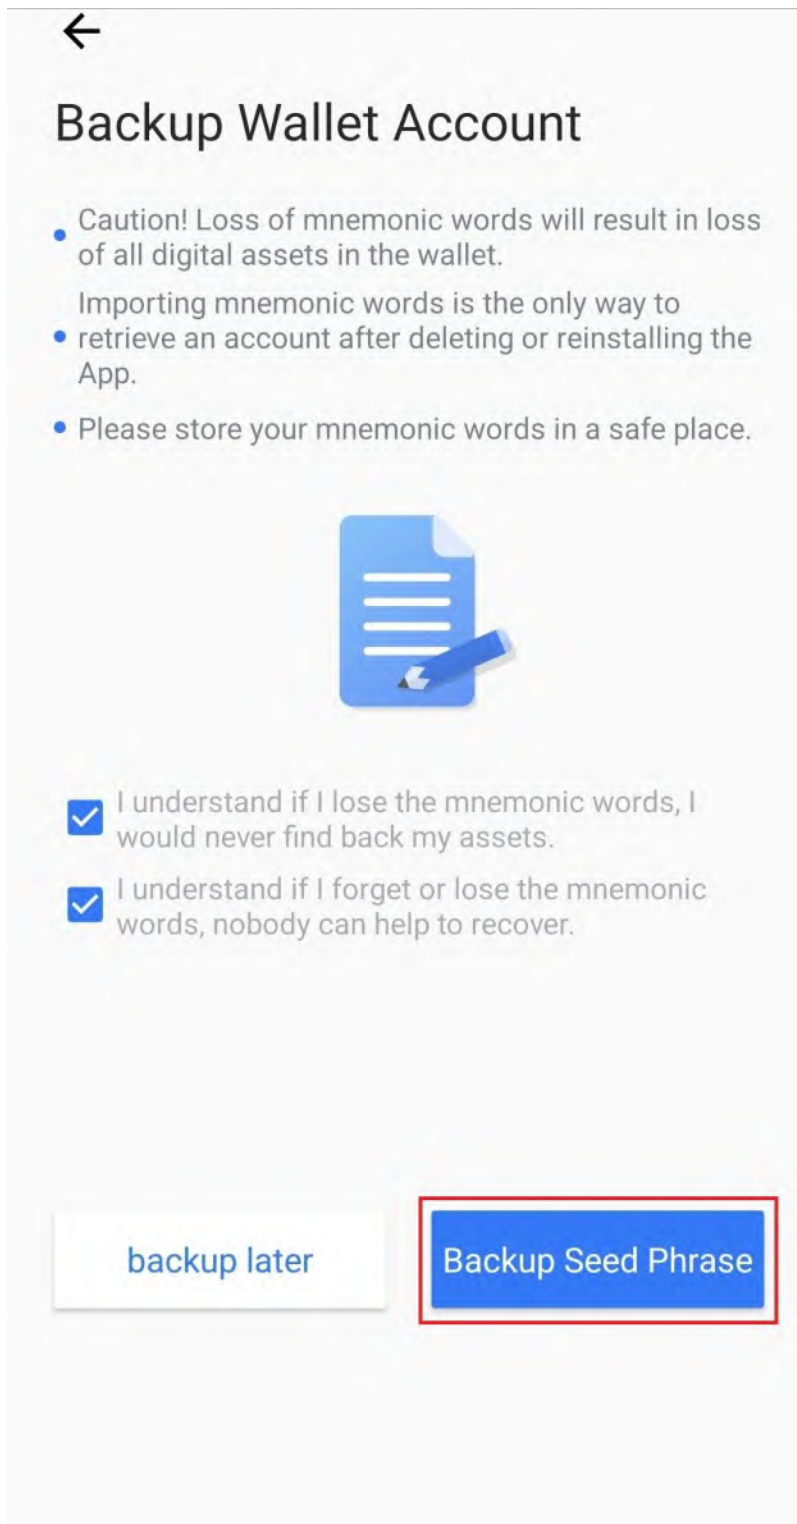 Backup Wallet Account
Caution! Loss of mnemonic words will result in loss
of all digital assets in the wallet.
Importing mnemonic words is the only way to
retrieve an account after deleting or reinstalling the
App.
Please store your mnemonic words in a safe place.
I understand if I lose the mnemonic words, I
would never find back my assets.
I understand if I forget or lose the mnemonic
words, nobody can help to recover.
backup later
Backup Seed Phrase